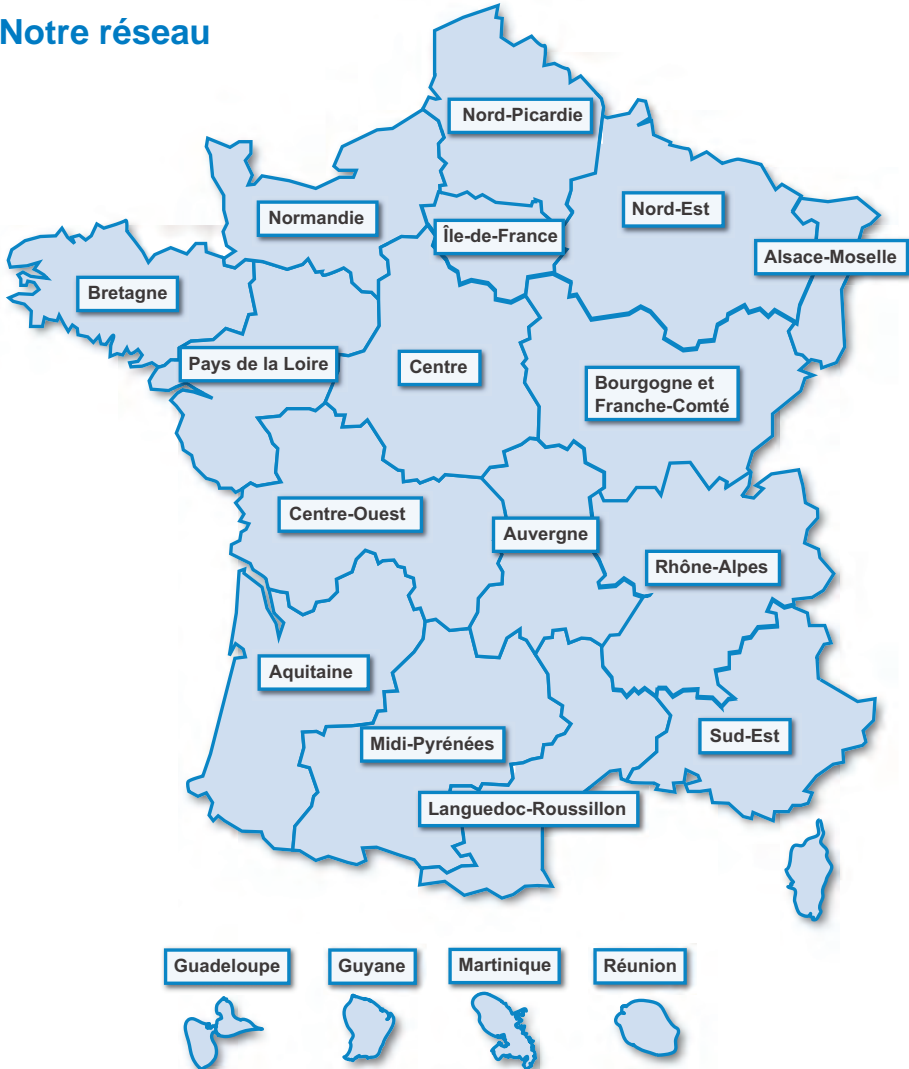 Notre réseau
Nord-Picardie
Normandie
Nord-Est
Île-de-France
Alsace-Moselle
Bretagne
Pays de la Loire
Centre
Bourgogne et
Franche-Comté
Centre-Ouest
Auvergne
Rhône-Alpes
Aquitaine
Midi-Pyrénées
Sud-Est
Languedoc-Roussillon
Guadeloupe
Guyane
Martinique
Réunion